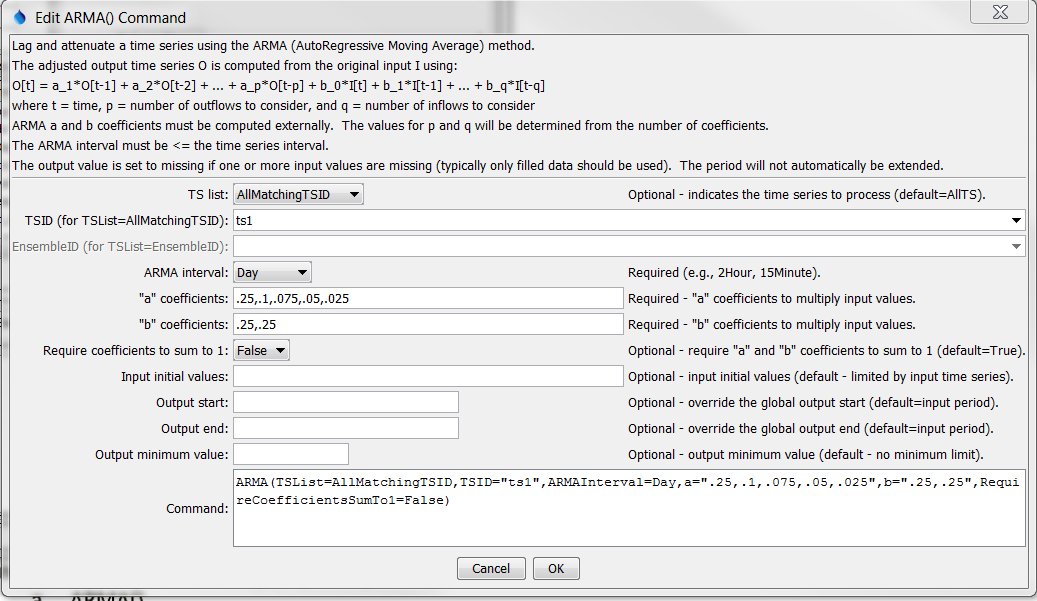 Edit ARMA() Command
Lag and attenuate a time series using the ARMA (AutoRegressive Moving Average) method.
The adjusted output time series O is computed from the original input I using:
O[t] = a_1*O[t-1] + a_2*O[t-2] + ... + a_p*O[t-p] + b_0*I[t] + b_1*I[t-1] + ... + b_q*I[t-q]
where t = time, p = number of outflows to consider, and q = number of inflows to consider
ARMA a and b coefficients must be computed externally.  The values for p and q will be determined from the number of coefficients.
The ARMA interval must be <= the time series interval.
The output value is set to missing if one or more input values are missing (typically only filled data should be used).  The period will not automatically be extended.
TS list: AllMatchingTSID Optional - indicates the time series to process (default=AllTS).
TSID (for TSList=AllMatchingTSID): ts1
EnsembleID (for TSList=EnsembleID):
ARMA interval: Day Required (e.g., 2Hour, 15Minute).
"a" coefficients: .25,.1,.075,.05,.025 Required - "a" coefficients to multiply input values.
"b" coefficients: .25,.25 Required - "b" coefficients to multiply input values.
Require coefficients to sum to 1: False Optional - require "a" and "b" coefficients to sum to 1 (default=True).
Input initial values: Optional - input initial values (default - limited by input time series).
Output start: Optional - override the global output start (default=input period).
Output end: Optional - override the global output end (default=input period).
Output minimum value: Optional - output minimum value (default - no minimum limit).
Command: ARMA(TSList=AllMatchingTSID,TSID="ts1",ARMAInterval=Day,a=".25,.1,.075,.05,.025",b=".25,.25",Requi
reCoefficientsSumTo1=False)
Cancel OK